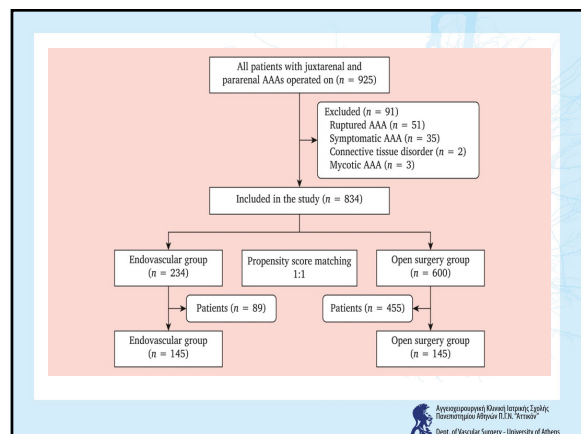 All patients with juxtarenal and
pararenal AAAs operated on (n = 925)
Excluded (n = 91)
Ruptured AAA (n = 51)
Symptomatic AAA (n = 35)
Connective tissue disorder (n = 2)
Mycotic AAA (n = 3)
Included in the study (n = 834)
Endovascular group
(n = 234)
Propensity score matching
1:1
Open surgery group
(n = 600)
Patients (n = 89)
Patients (n = 455)
Endovascular group
(n = 145)
Open surgery group
(n = 145)
Αγγειοχειρουργική Κλινική Ιατρικής Σχολής
Πανεπιστημίου Αθηνών Π.Γ.Ν. "Αττικόν"
Dept. of Vascular Surgery - University of Athens